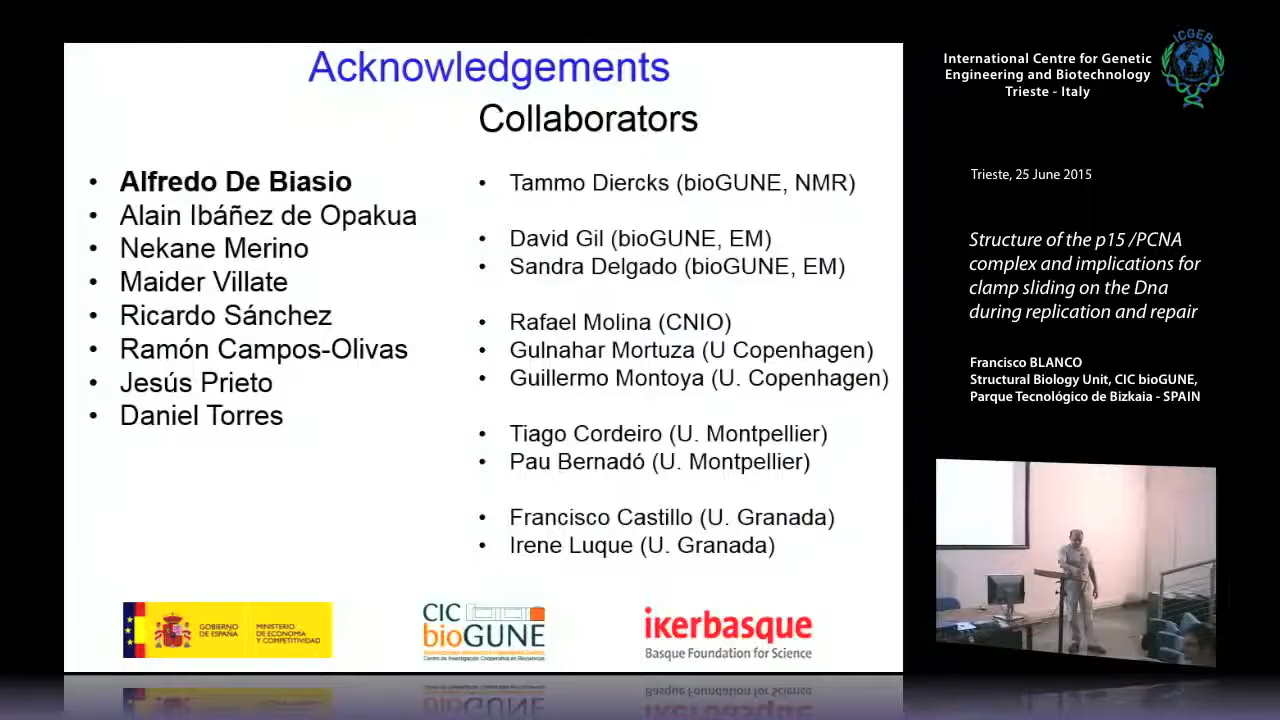 Acknowledgements
Collaborators
• Alfredo De Biasio
• Alain Ibáñez de Opakua
• Nekane Merino
• Maider Villate
• Ricardo Sánchez
• Ramón Campos-Olivas
• Jesús Prieto
• Daniel Torres
• Tammo Diercks (bioGUNE, NMR)
• David Gil (bioGUNE, EM)
• Sandra Delgado (bioGUNE, EM)
• Rafael Molina (CNIO)
• Gulnahar Mortuza (U Copenhagen)
• Guillermo Montoya (U. Copenhagen)
• Tiago Cordeiro (U. Montpellier)
• Pau Bernadó (U. Montpellier)
• Francisco Castillo (U. Granada)
• Irene Luque (U. Granada)
GOBIERNO
DE ESPAÑA
MINISTERIO
DE ECONOMÍA
Y COMPETITIVIDAD
CIC
bioGUNE
Centro de Investigación Cooperativa en Biociencias
ikerbasque
Basque Foundation for Science
International Centre for Genetic
Engineering and Biotechnology
Trieste - Italy
ICGEB
Trieste, 25 June 2015
Structure of the p15 /PCNA
complex and implications for
clamp sliding on the Dna
during replication and repair
Francisco BLANCO
Structural Biology Unit, CIC bioGUNE,
Parque Tecnológico de Bizkaia - SPAIN